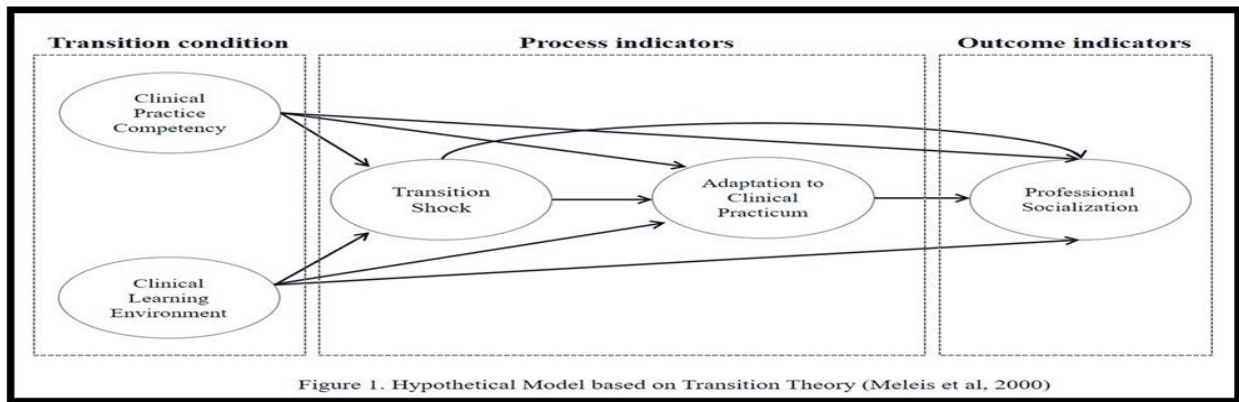 Transition condition
Process indicators
Outcome indicators
Clinical
Practice
Competency
Transition
Shock
Adaptation to
Clinical
Practicum
Professional
Socialization
Clinical
Learning
Environment
Figure 1. Hypothetical Model based on Transition Theory (Meleis et al, 2000)